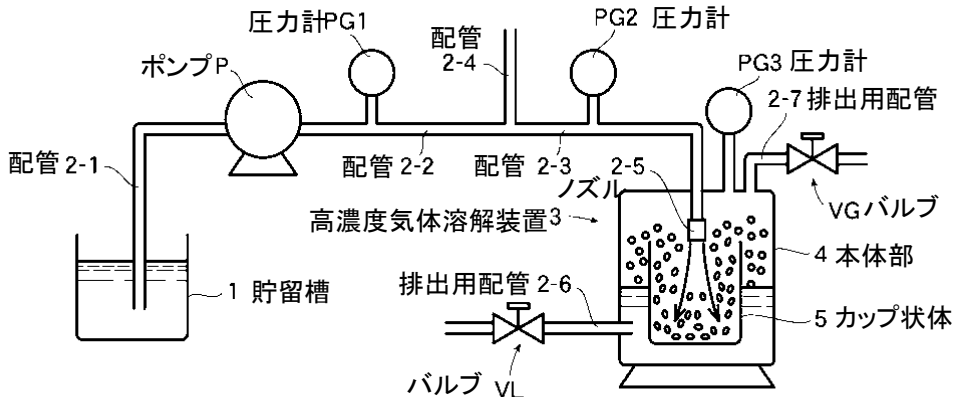 圧力計PG1
配管
2-4
PG2 圧力計
ポンプP
PG3 圧力計
2-7 排出用配管
配管 2-1
配管 2-2
配管 2-3
2-5
ノズル
高濃度気体溶解装置 3
VG バルブ
4 本体部
1 貯留槽
排出用配管 2-6
5 カップ状体
バルブ VL